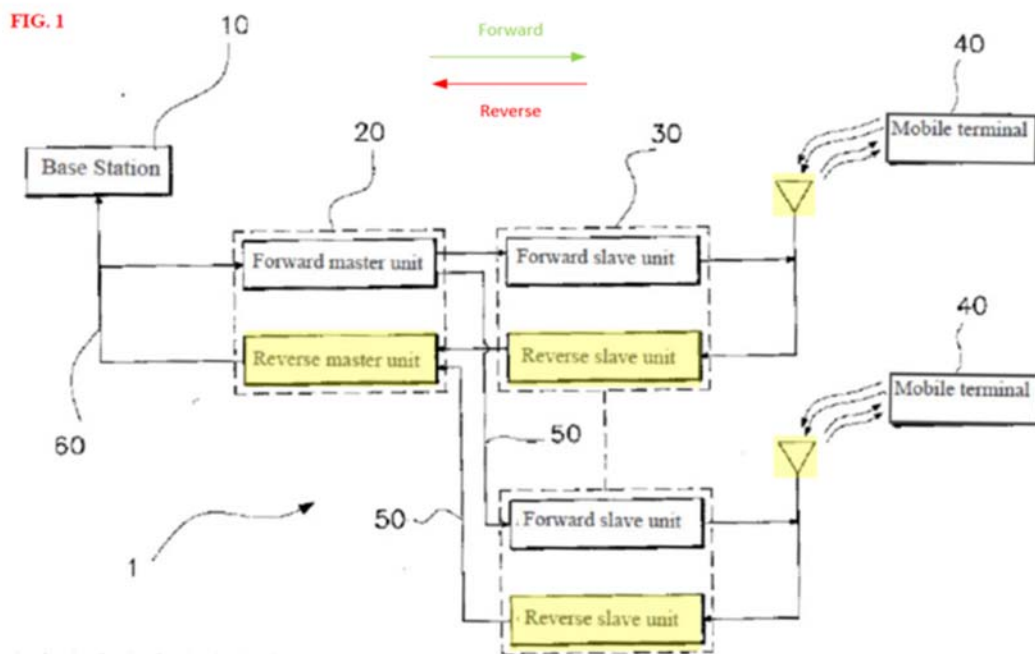 FIG. 1
10
Forward
Reverse
40
Mobile terminal
Base Station
20
30
Forward master unit
Forward slave unit
Reverse master unit
Reverse slave unit
40
Mobile terminal
60
50
50
Forward slave unit
1
Reverse slave unit